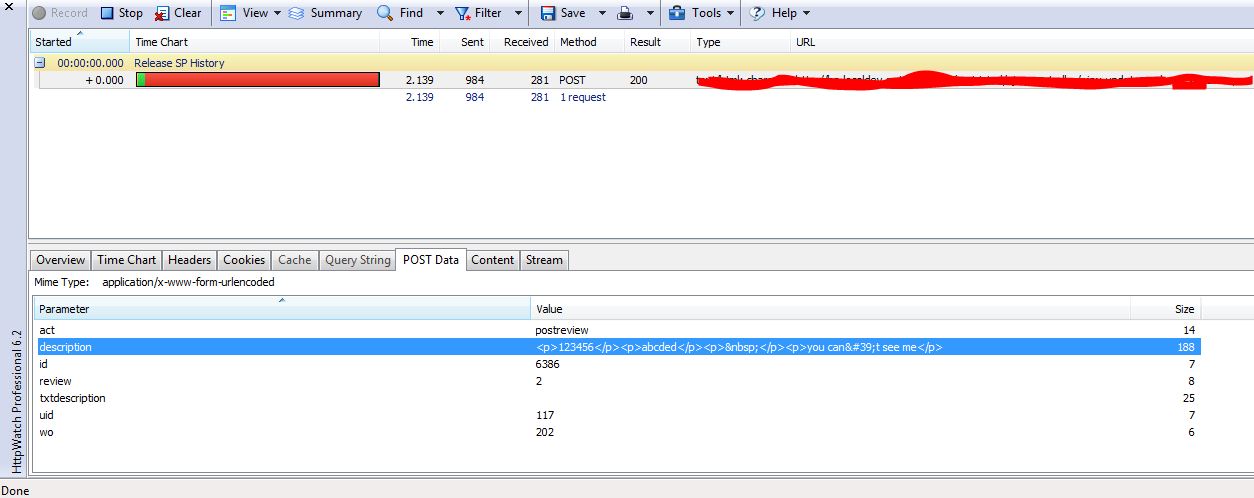 Record Stop Clear View Summary Find Filter Save Tools Help
Started Time Chart Time Sent Received Method Result Type URL
00:00:00.000 Release SP History
+ 0.000 2.139 984 281 POST 200
2.139 984 281 1 request
Overview Time Chart Headers Cookies Cache Query String POST Data Content Stream
Mime Type: application/x-www-form-urlencoded
Parameter Value Size
act postreview 14
description <p>123456</p><p>abcded</p><p>&nbsp;</p><p>you can&#39;t see me</p> 188
id 6386 7
review 2 8
txtdescription 25
uid 117 7
wo 202 6
HttpWatch Professional 6.2
Done